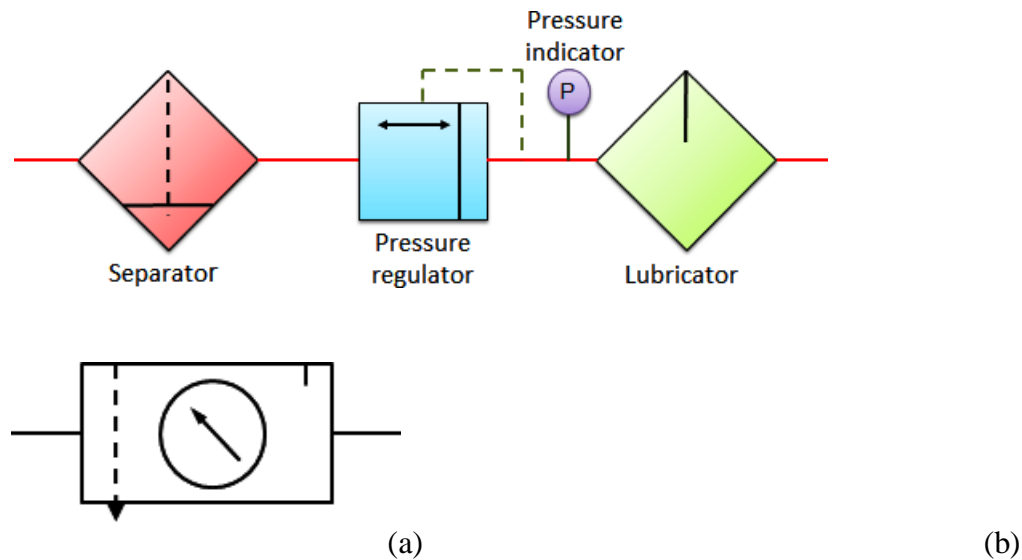 Pressure
indicator
P
Separator
Pressure
regulator
Lubricator
(a)
(b)